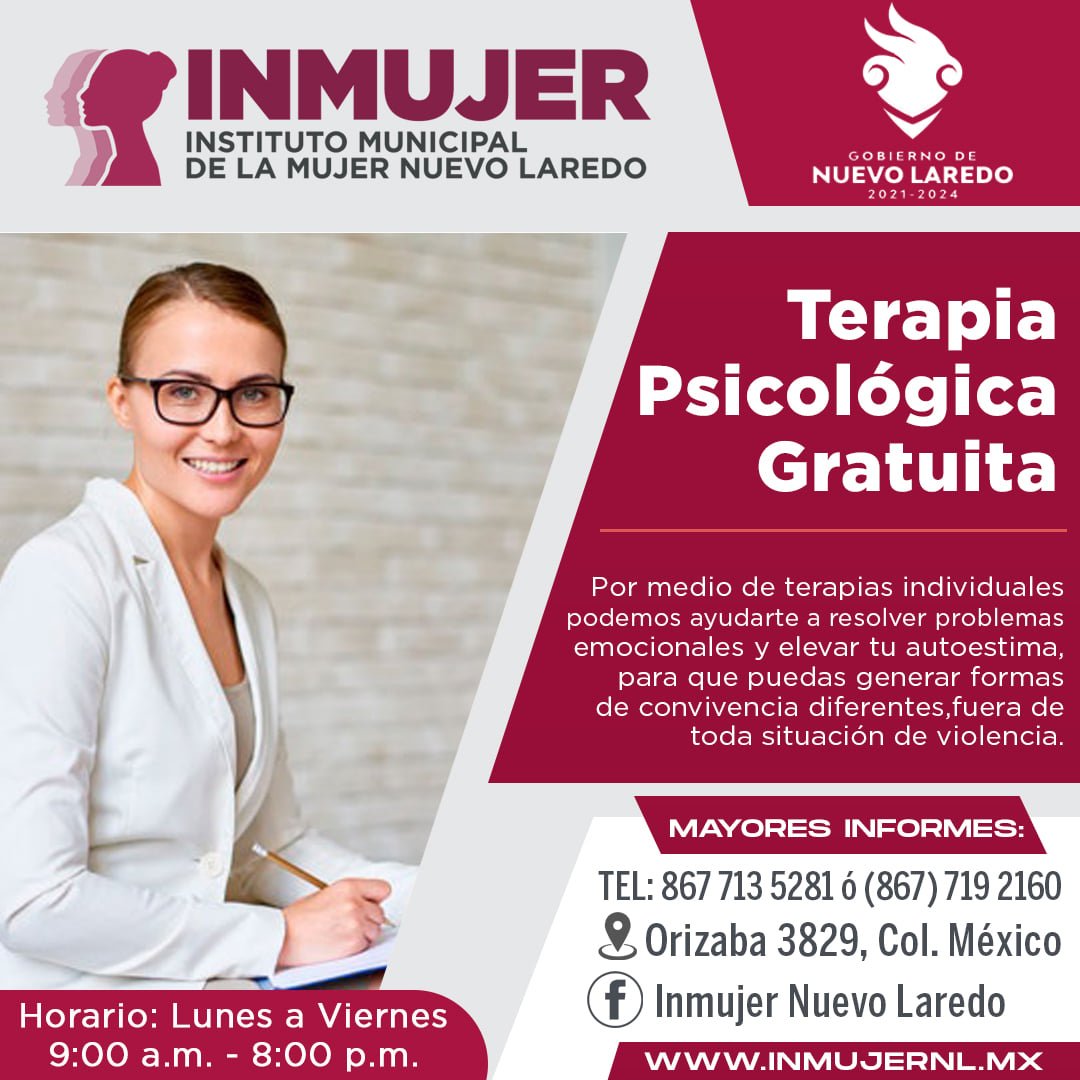 INMUJER
INSTITUTO MUNICIPAL
DE LA MUJER NUEVO LAREDO
GOBIERNO DE
NUEVO LAREDO
2021-2024
Terapia
Psicológica
Gratuita
Por medio de terapias individuales
podemos ayudarte a resolver problemas
emocionales y elevar tu autoestima,
para que puedas generar formas
de convivencia diferentes,fuera de
toda situación de violencia.
MAYORES INFORMES:
TEL: 867 713 5281 ó (867) 719 2160
Orizaba 3829, Col. México
f Inmujer Nuevo Laredo
WWW.INMUJERNL.MX
Horario: Lunes a Viernes
9:00 a.m. - 8:00 p.m.